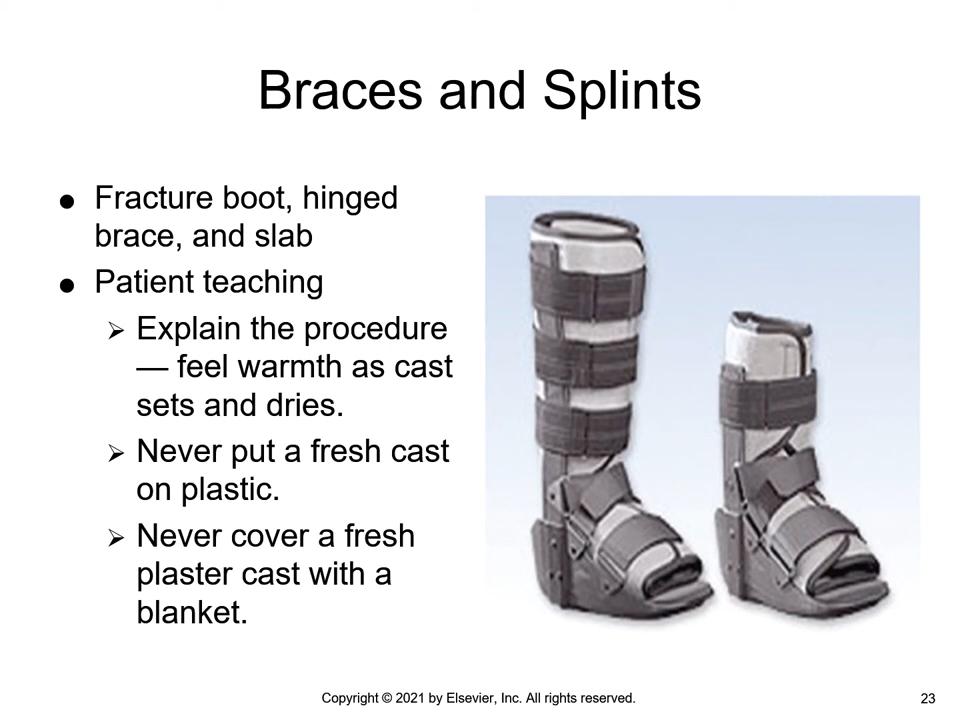 Braces and Splints
● Fracture boot, hinged
brace, and slab
● Patient teaching
➢ Explain the procedure
— feel warmth as cast
sets and dries.
➢ Never put a fresh cast
on plastic.
➢ Never cover a fresh
plaster cast with a
blanket.
Copyright © 2021 by Elsevier, Inc. All rights reserved.
23